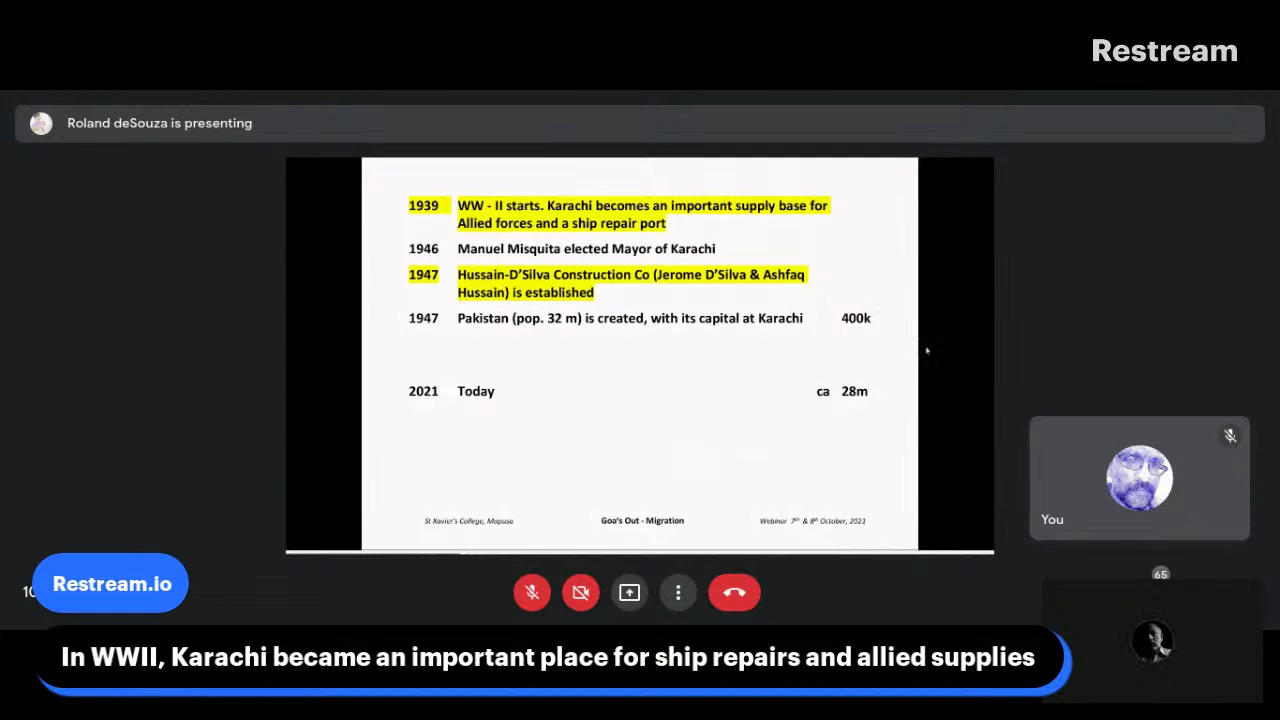 Restream
Roland deSouza is presenting
1939 WW - II starts. Karachi becomes an important supply base for
Allied forces and a ship repair port
1946 Manuel Misquita elected Mayor of Karachi
1947 Hussain-D'Silva Construction Co (Jerome D'Silva & Ashfaq
Hussain) is established
1947 Pakistan (pop. 32 m) is created, with its capital at Karachi 400k
2021 Today ca 28m
St Xavier's College, Mapusa Goa's Out - Migration Webinar 7th & 8th October, 2021
You
65
Restream.io
In WWII, Karachi became an important place for ship repairs and allied supplies